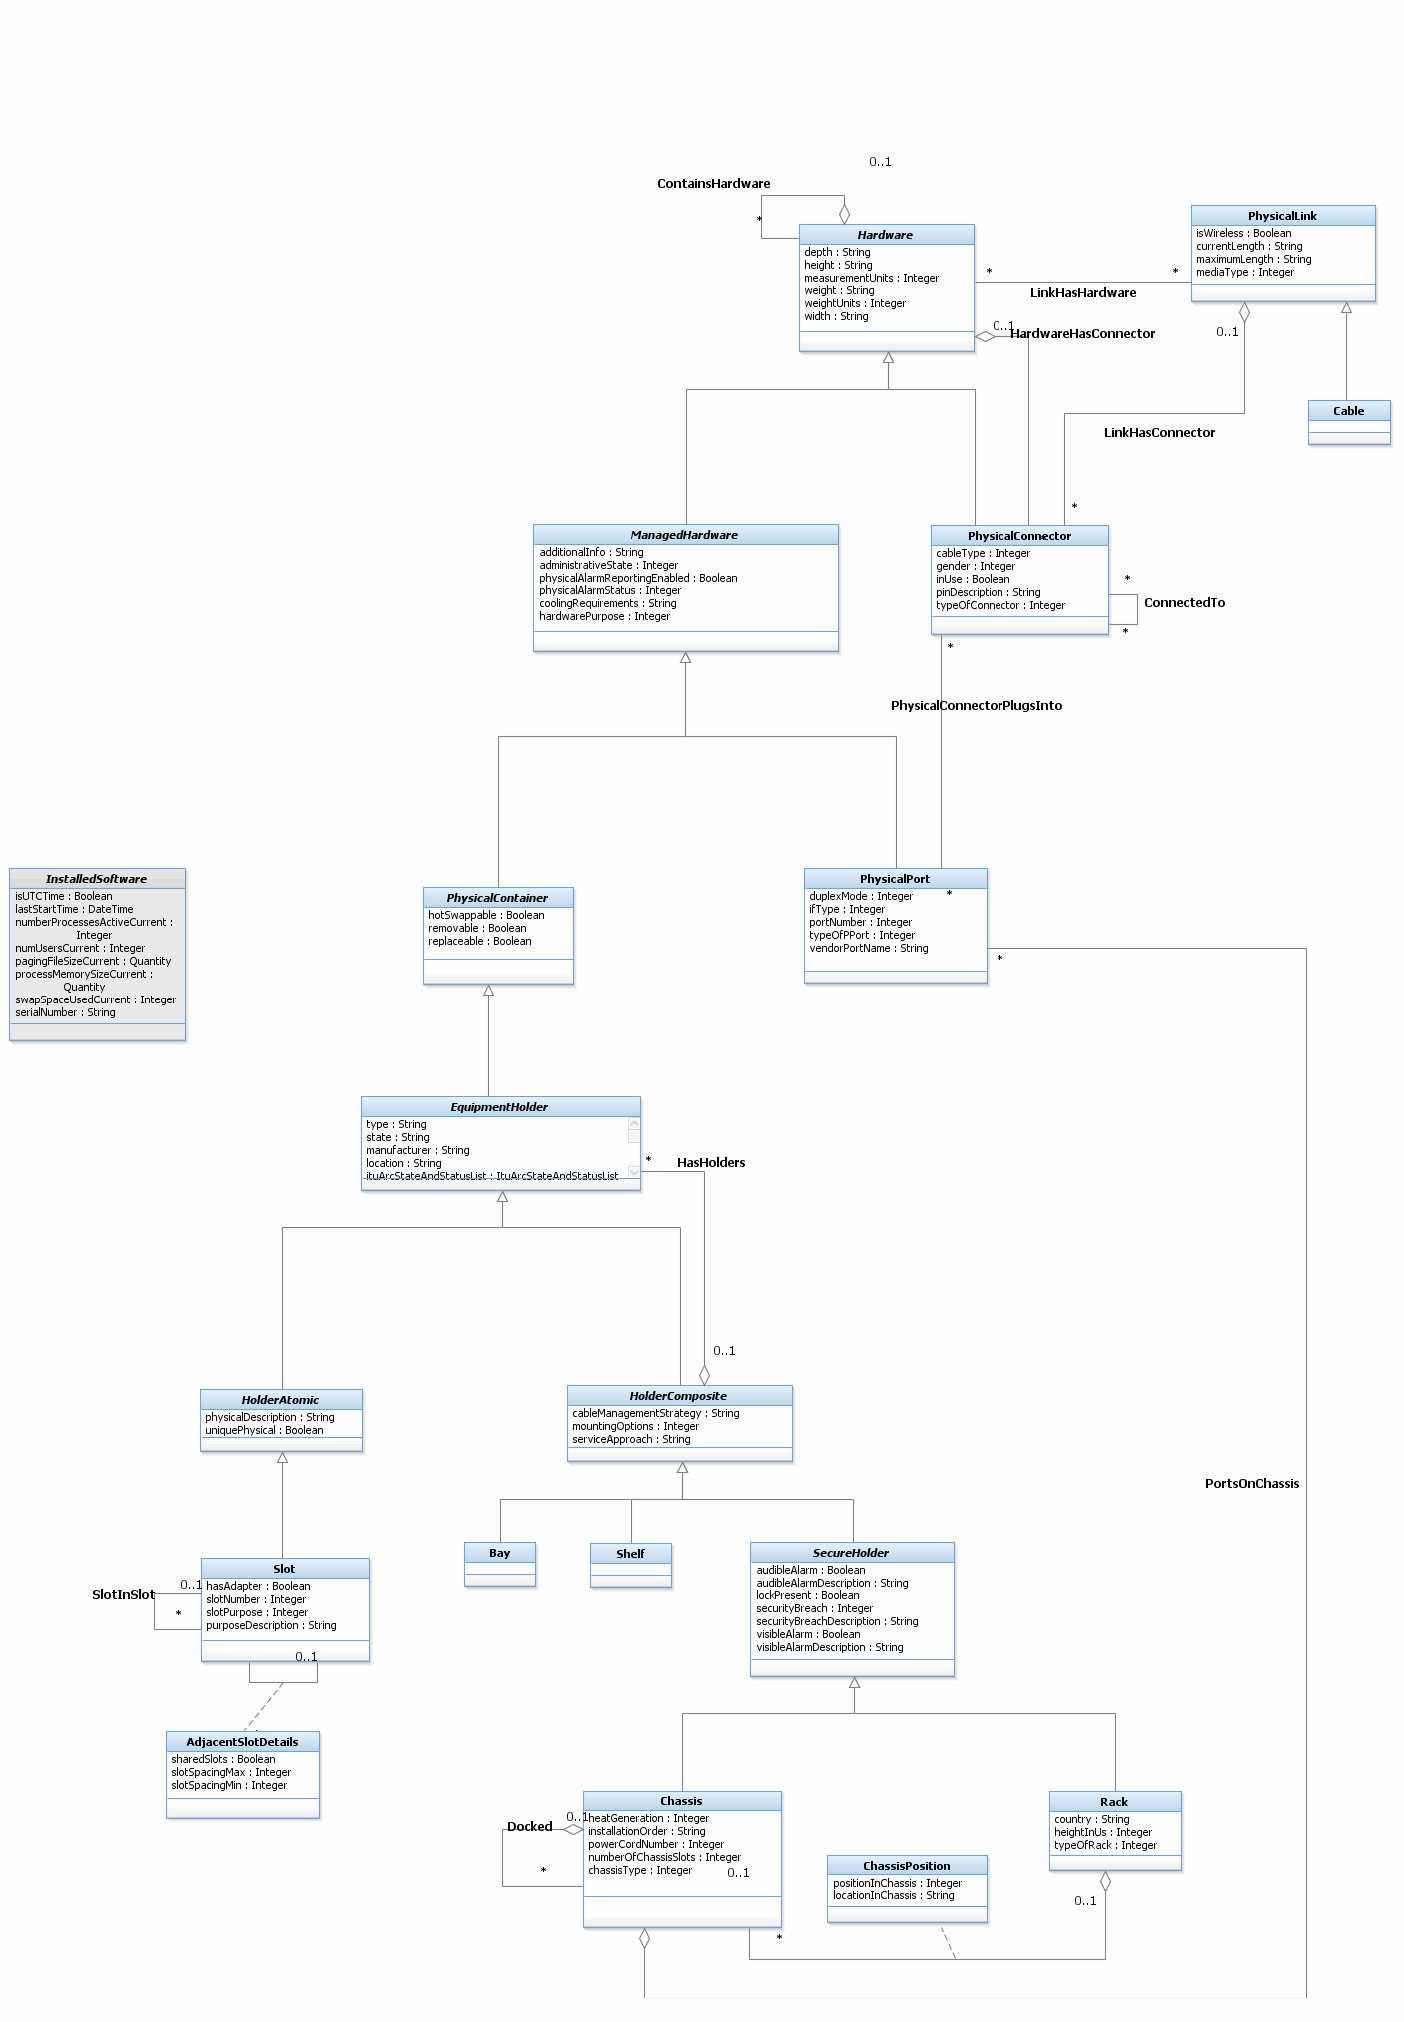 0..1
ContainsHardware
*
Hardware
depth : String
height : String
measurementUnits : Integer
weight : String
weightUnits : Integer
width : String
PhysicalLink
isWireless : Boolean
currentLength : String
maximumLength : String
mediaType : Integer
*
*
LinkHasHardware
0..1
HardwareHasConnector
0..1
Cable
LinkHasConnector
*
ManagedHardware
additionalInfo : String
administrativeState : Integer
physicalAlarmReportingEnabled : Boolean
physicalAlarmStatus : Integer
coolingRequirements : String
hardwarePurpose : Integer
PhysicalConnector
cableType : Integer
gender : Integer
inUse : Boolean
pinDescription : String
typeOfConnector : Integer
*
ConnectedTo
*
*
PhysicalConnectorPlugsInto
InstalledSoftware
isUTCTime : Boolean
lastStartTime : DateTime
numberProcessesActiveCurrent :
Integer
numUsersCurrent : Integer
pagingFileSizeCurrent : Quantity
processMemorySizeCurrent :
Quantity
swapSpaceUsedCurrent : Integer
serialNumber : String
PhysicalContainer
hotSwappable : Boolean
removable : Boolean
replaceable : Boolean
PhysicalPort
duplexMode : Integer
*
ifType : Integer
portNumber : Integer
typeOfPPort : Integer
vendorPortName : String
*
EquipmentHolder
type : String
state : String
manufacturer : String
location : String
ituArcStateAndStatusList : ItuArcStateAndStatusList
*
HasHolders
0..1
HolderAtomic
physicalDescription : String
uniquePhysical : Boolean
HolderComposite
cableManagementStrategy : String
mountingOptions : Integer
serviceApproach : String
PortsOnChassis
Bay
Shelf
SecureHolder
audibleAlarm : Boolean
audibleAlarmDescription : String
lockPresent : Boolean
securityBreach : Integer
securityBreachDescription : String
visibleAlarm : Boolean
visibleAlarmDescription : String
Slot
hasAdapter : Boolean
slotNumber : Integer
slotPurpose : Integer
purposeDescription : String
0..1
SlotInSlot
*
0..1
AdjacentSlotDetails
sharedSlots : Boolean
slotSpacingMax : Integer
slotSpacingMin : Integer
Chassis
heatGeneration : Integer
installationOrder : String
powerCordNumber : Integer
numberOfChassisSlots : Integer
chassisType : Integer
0..1
Docked
*
0..1
*
ChassisPosition
positionInChassis : Integer
locationInChassis : String
Rack
country : String
heightInUs : Integer
typeOfRack : Integer
0..1